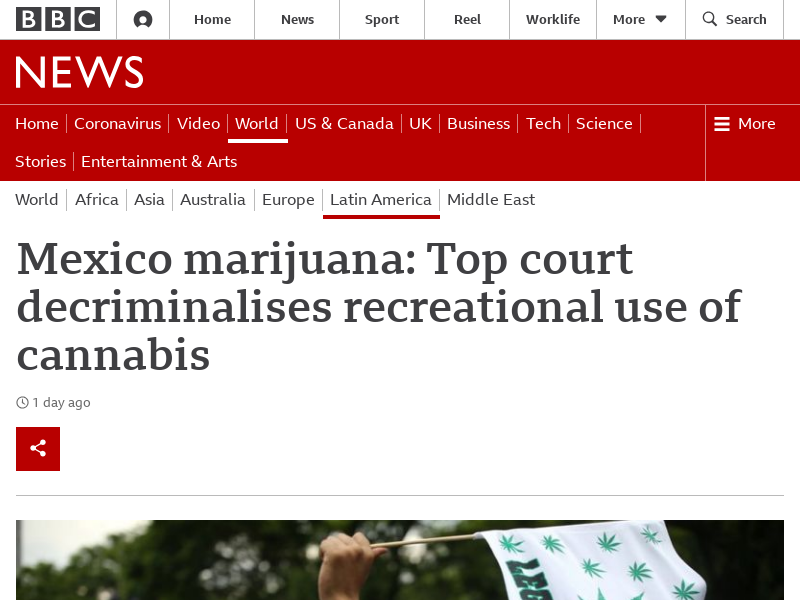 BBC Home News Sport Reel Worklife More Search
NEWS
Home Coronavirus Video World US & Canada UK Business Tech Science More
Stories Entertainment & Arts
World Africa Asia Australia Europe Latin America Middle East
Mexico marijuana: Top court
decriminalises recreational use of
cannabis
1 day ago